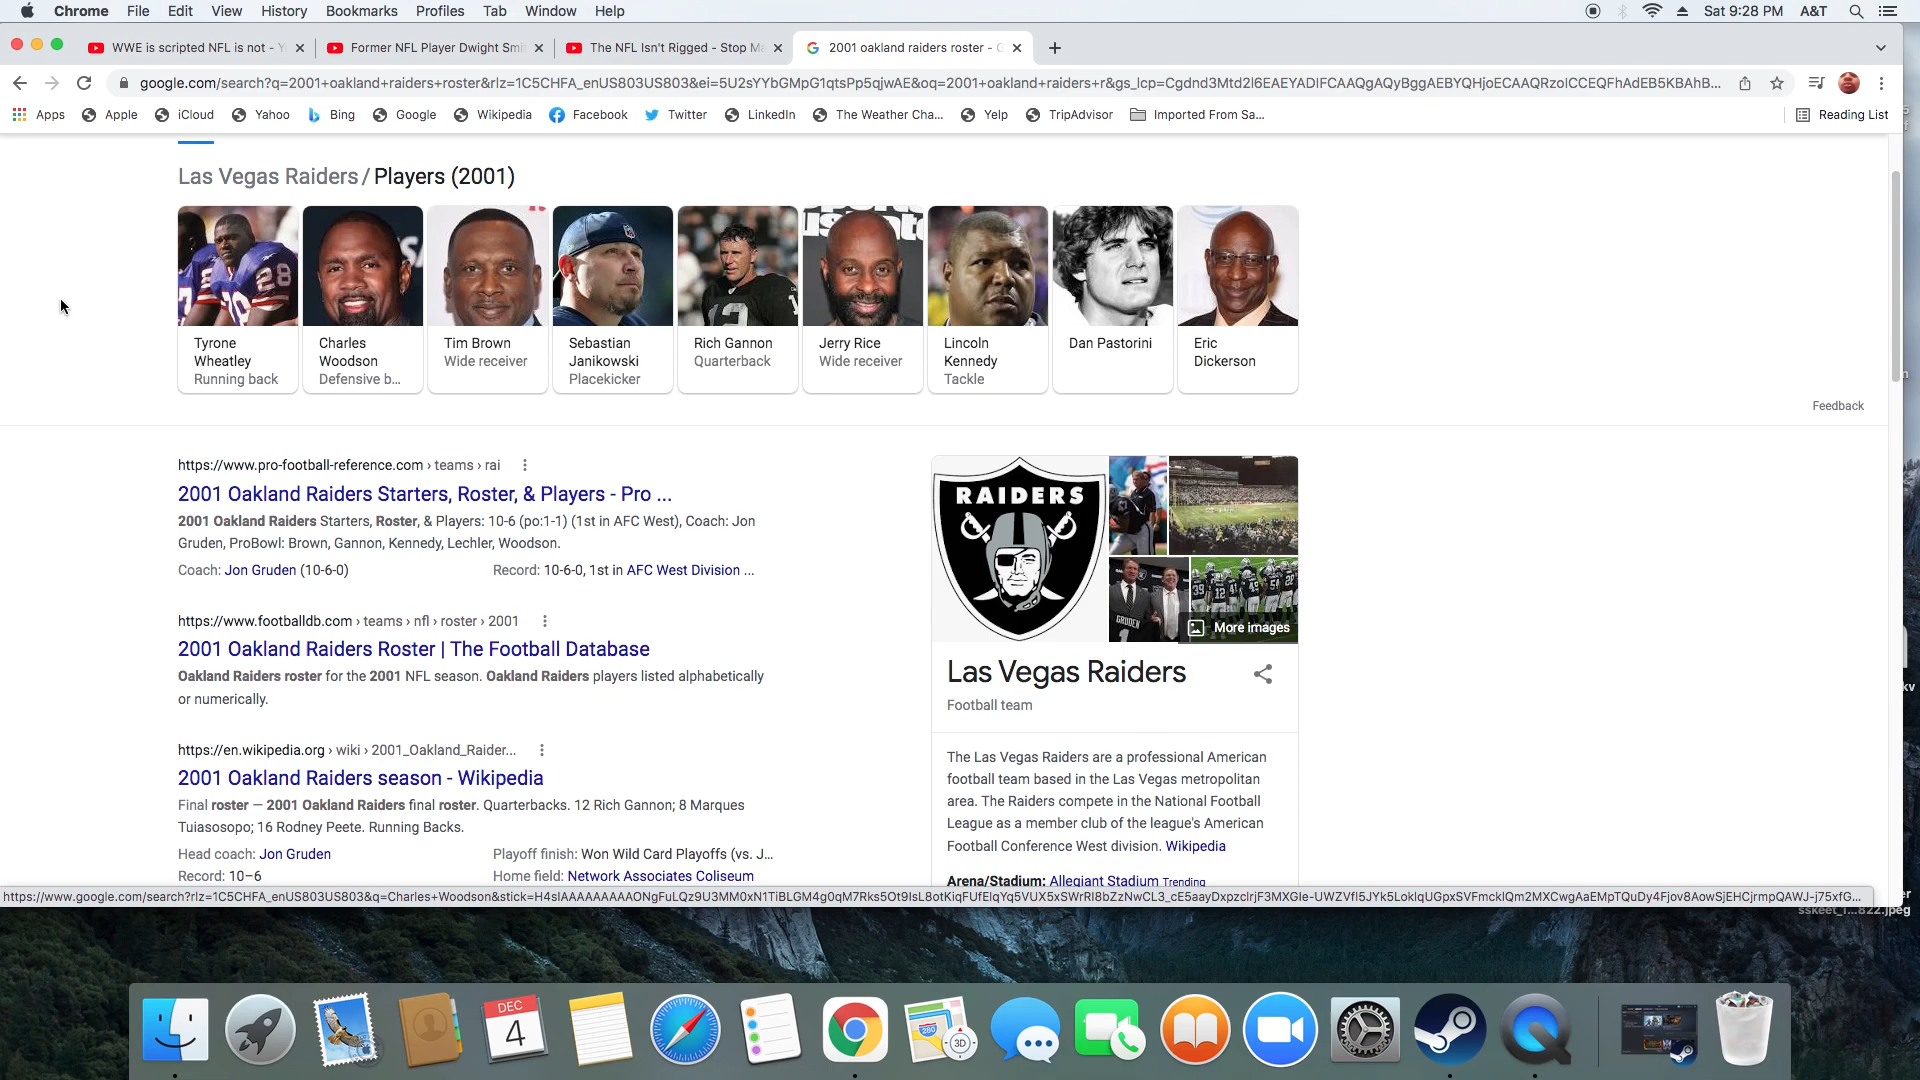 Chrome File Edit View History Bookmarks Profiles Tab Window Help Sat 9:28 PM A&T
WWE is scripted NFL is not - Former NFL Player Dwight Smi The NFL Isn't Rigged - Stop 2001 oakland raiders roster -
google.com/search?q=2001+oakland+raiders+roster&rlz=1C5CHFA_enUS803US803&ei=
Apps Apple iCloud Yahoo Bing Google Wikipedia Facebook Twitter LinkedIn The Weather Cha... Yelp TripAdvisor Imported From Sa... Reading List
Las Vegas Raiders / Players (2001)
28
12
Tyrone Wheatley
Running back
Charles Woodson
Defensive b...
Tim Brown
Wide receiver
Sebastian Janikowski
Placekicker
Rich Gannon
Quarterback
Jerry Rice
Wide receiver
Lincoln Kennedy
Tackle
Dan Pastorini
Eric Dickerson
Feedback
https://www.pro-football-reference.com › teams › rai
2001 Oakland Raiders Starters, Roster, & Players - Pro ...
2001 Oakland Raiders Starters, Roster, & Players: 10-6 (po:1-1) (1st in AFC West), Coach: Jon
Gruden, ProBowl: Brown, Gannon, Kennedy, Lechler, Woodson.
Coach: Jon Gruden (10-6-0) Record: 10-6-0, 1st in AFC West Division ...
https://www.footballdb.com › teams › nfl › roster › 2001
2001 Oakland Raiders Roster | The Football Database
Oakland Raiders roster for the 2001 NFL season. Oakland Raiders players listed alphabetically
or numerically.
https://en.wikipedia.org › wiki › 2001_Oakland_Raider...
2001 Oakland Raiders season - Wikipedia
Final roster — 2001 Oakland Raiders final roster. Quarterbacks. 12 Rich Gannon; 8 Marques
Tuiasosopo; 16 Rodney Peete. Running Backs.
Head coach: Jon Gruden Playoff finish: Won Wild Card Playoffs (vs. J...
Record: 10–6 Home field: Network Associates Coliseum
RAIDERS
GRUDEN
More images
Las Vegas Raiders
Football team
The Las Vegas Raiders are a professional American
football team based in the Las Vegas metropolitan
area. The Raiders compete in the National Football
League as a member club of the league's American
Football Conference West division. Wikipedia
Arena/Stadium: Allegiant Stadium Trending
https://www.google.com/search?rlz=1C5CHFA_enUS803US803&q=Charles+Woodson&stick=
DEC
4
280
3D